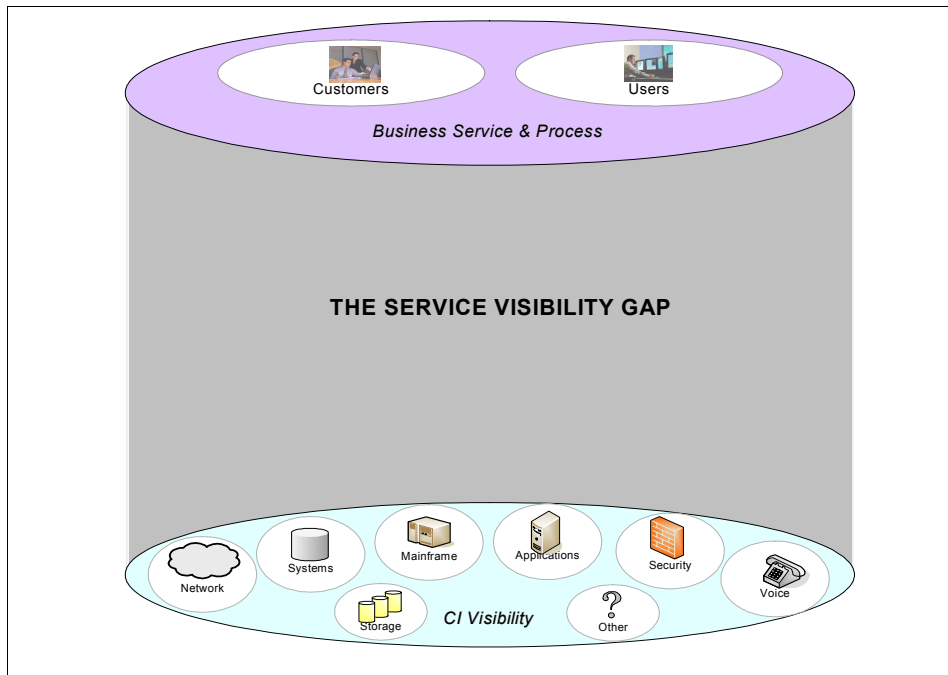 Customers
Users
Business Service & Process
THE SERVICE VISIBILITY GAP
Network
Systems
Mainframe
Applications
Security
Voice
Storage
CI Visibility
Other